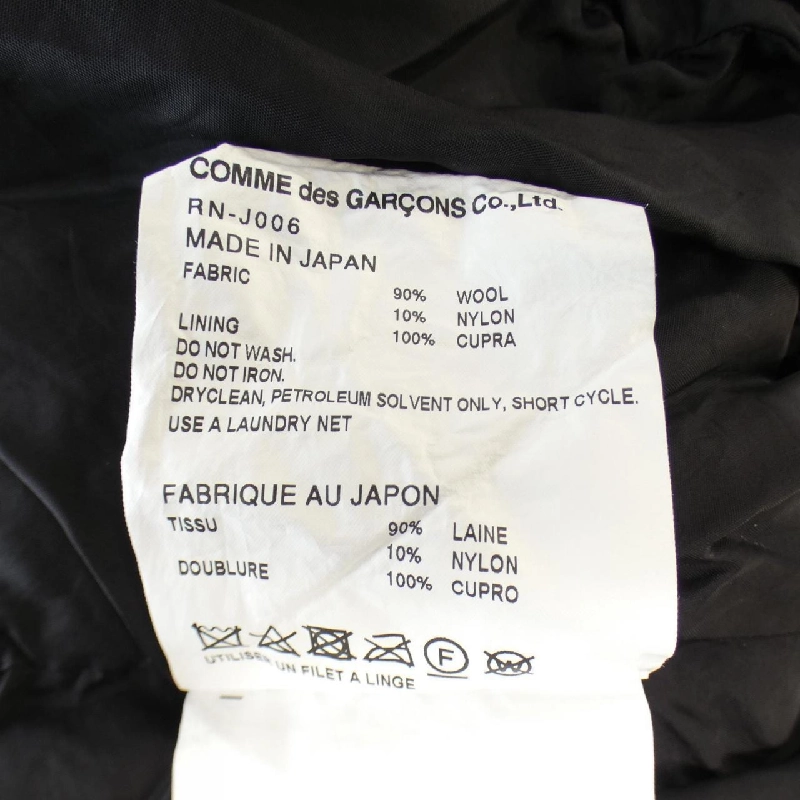 COMME des GARÇONS Co.,Ltd.
RN-J006
MADE IN JAPAN
FABRIC
90% WOOL
10% NYLON
LINING 100% CUPRA
DO NOT WASH.
DO NOT IRON.
DRYCLEAN, PETROLEUM SOLVENT ONLY, SHORT CYCLE.
USE A LAUNDRY NET
FABRIQUE AU JAPON
TISSU 90% LAINE
10% NYLON
DOUBLURE 100% CUPRO
F
W
UTILISER UN FILET A LINGE